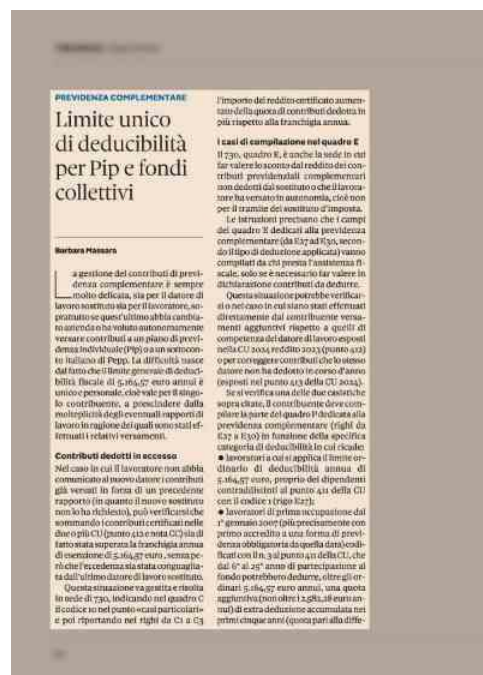 PREVIDENZA COMPLEMENTARE
Limite unico
di deducibilità
per Pip e fondi
collettivi
Barbara Massara
La gestione dei contributi di previ-
denza complementare è sempre
molto delicata, sia per il datore di
lavoro sostituto sia per il lavoratore, so-
prattutto se quest'ultimo abbia cambia-
to azienda o ha voluto autonomamente
versare contributi a un piano di previ-
denza individuale (Pip) o a un sottocon-
to italiano di Pepp. La difficoltà nasce
dal fatto che il limite generale di deduci-
bilità fiscale di 5.164,57 euro annui è
unico e personale, cioè vale per il singo-
lo contribuente, a prescindere dalla
molteplicità degli eventuali rapporti di
lavoro in ragione dei quali sono stati ef-
fettuati i relativi versamenti.
Contributi dedotti in eccesso
Nel caso in cui il lavoratore non abbia
comunicato al nuovo datore i contributi
già versati in forza di un precedente
rapporto (in quanto il nuovo sostituto
non lo ha richiesto), può verificarsi che
sommando i contributi certificati nelle
due o più CU (punto 412 e nota CC) sia di
fatto stata superata la franchigia annua
di esenzione di 5.164,57 euro, senza pe-
rò che l'eccedenza sia stata conguaglia-
ta dall'ultimo datore di lavoro sostituto.
Questa situazione va gestita e risolta
in sede di 730, indicando nel quadro C
il codice 10 nel punto «casi particolari»
e poi riportando nei righi da C1 a C3
l'importo del reddito certificato aumen-
tato della quota di contributi dedotta in
più rispetto alla franchigia annua.
I casi di compilazione nel quadro E
Il 730, quadro E, è anche la sede in cui
far valere lo sconto dal reddito dei con-
tributi previdenziali complementari
non dedotti dal sostituto o che il lavora-
tore ha versato in autonomia, cioè non
per il tramite del sostituto d'imposta.
Le istruzioni precisano che i campi
del quadro E dedicati alla previdenza
complementare (da E27 ad E30, secon-
do il tipo di deduzione applicata) vanno
compilati da chi presta l'assistenza fi-
scale, solo se è necessario far valere in
dichiarazione contributi da dedurre.
Questa situazione potrebbe verificar-
si o nel caso in cui siano stati effettuati
direttamente dal contribuente versa-
menti aggiuntivi rispetto a quelli di
competenza del datore di lavoro esposti
nella CU 2024 reddito 2023 (punto 412)
o per correggere contributi che lo stesso
datore non ha dedotto in corso d'anno
(esposti nel punto 413 della CU 2024).
Se si verifica una delle due casistiche
sopra citate, il contribuente deve com-
pilare la parte del quadro P dedicata alla
previdenza complementare (righi da
E27 a E30) in funzione della specifica
categoria di deducibilità in cui ricade:
● lavoratori a cui si applica il limite or-
dinario di deducibilità annua di
5.164,57 euro, proprio dei dipendenti
contraddistinti al punto 411 della CU
con il codice 1 (rigo E27);
● lavoratori di prima occupazione dal
1° gennaio 2007 (più precisamente con
primo accredito a una forma di previ-
denza obbligatoria da quella data) codi-
ficati con il n. 3 al punto 411 della CU, che
dal 6° al 25° anno di partecipazione al
fondo potrebbero dedurre, oltre gli or-
dinari 5.164,57 euro annui, una quota
aggiuntiva (non oltre i 2.582,28 euro an-
nui) di extra deduzione accumulata nei
primi cinque anni (quota pari alla diffe-